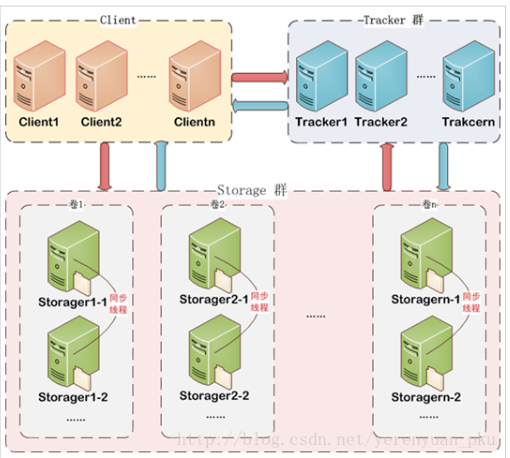 Client
Tracker 群
……
……
Client1
Client2
Clientn
Tracker1
Tracker2
Trakcern
Storage 群
卷1
卷2
卷n
Storager1-1
同步
线程
Storager1-2
……
Storager2-1
同步
线程
Storager2-2
……
……
Storagern-1
同步
线程
Storagern-2
……
http://blog.csdn.net/yerenyuan_pku